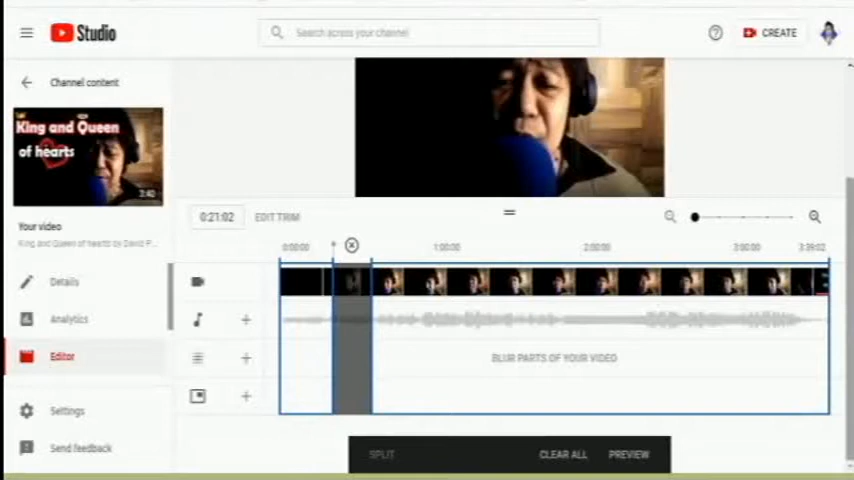 Studio
Search across your channel
CREATE
Channel content
King and Queen
of hearts
3:40
Your video
King and Queen of hearts by David P...
0:21:02
EDIT TRIM
0:00:00
1:00:00
2:00:00
3:00:00
3:39:02
Details
Analytics
Editor
BLUR PARTS OF YOUR VIDEO
Settings
Send feedback
SPLIT
CLEAR ALL
PREVIEW